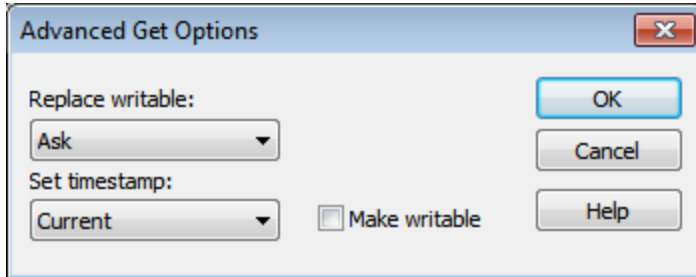 Advanced Get Options
Replace writable:
OK
Ask
Cancel
Set timestamp:
Current
Make writable
Help